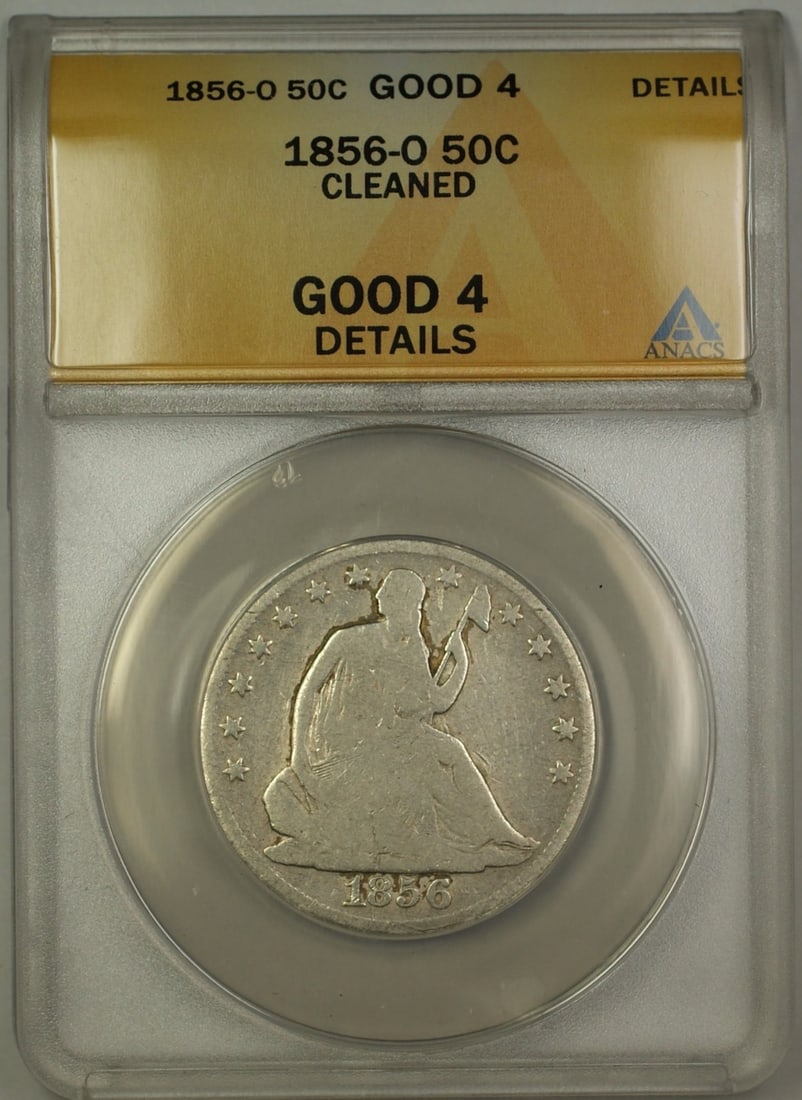 1856-O 50C GOOD 4 DETAILS
1856-O 50C
CLEANED
GOOD 4
DETAILS
ANACS
1856